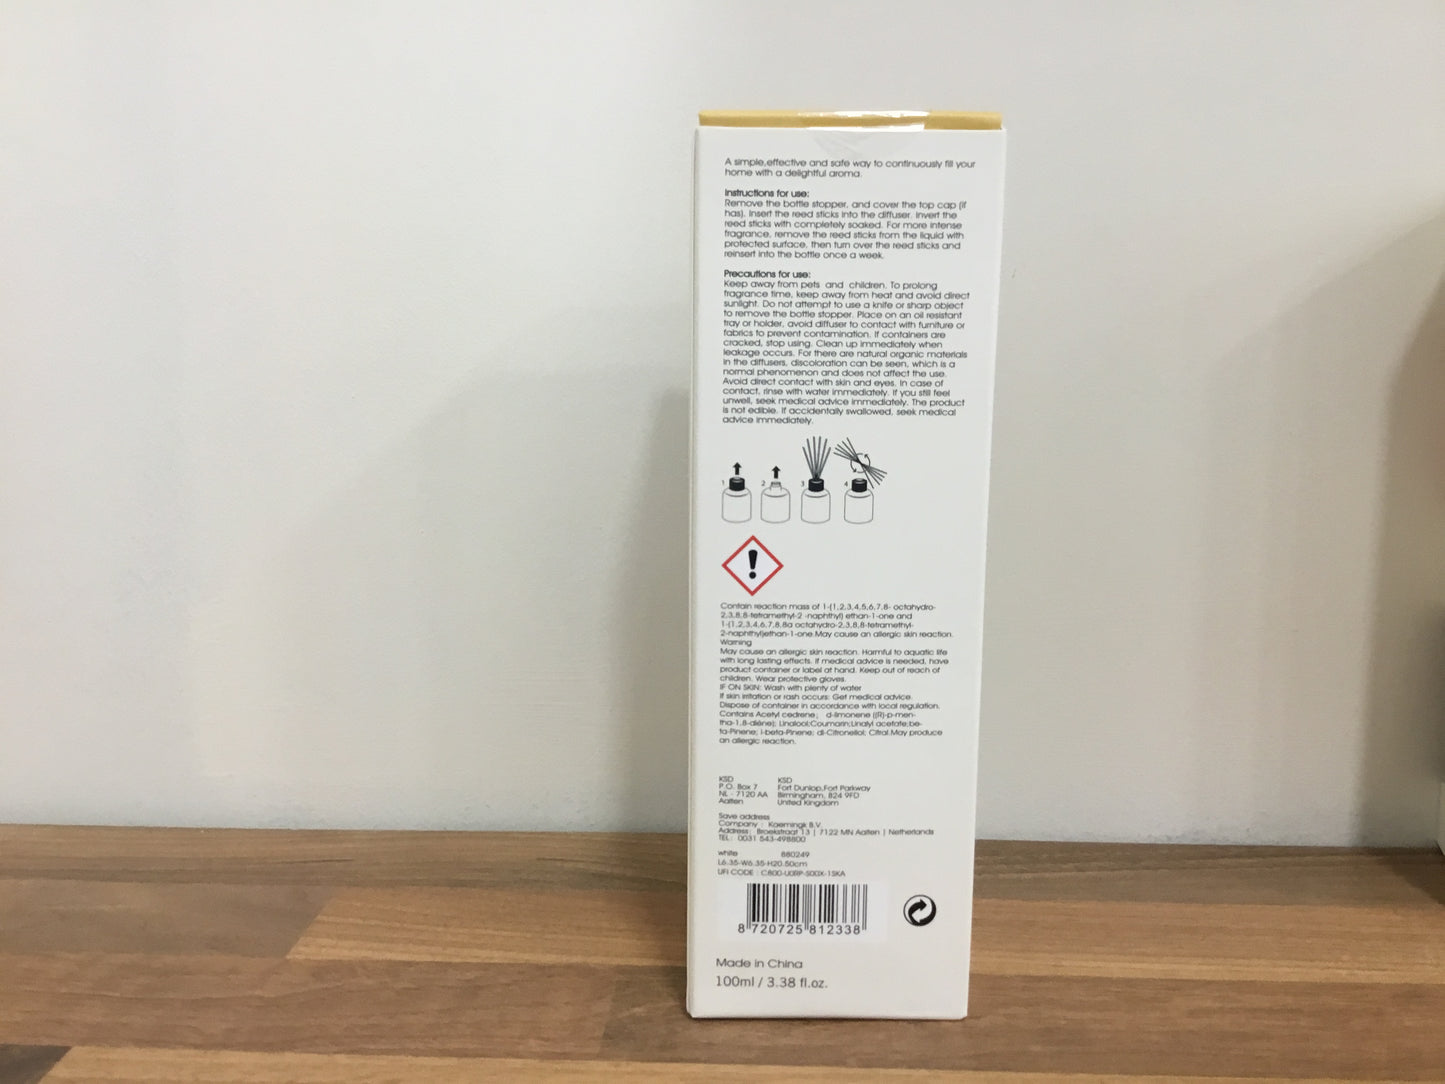 A simple,effective and safe way to continuously fill your
home with a delightful aroma.
Instructions for use:
Remove the bottle stopper, and cover the top cap (if
has). Insert the reed sticks into the diffuser. Invert the
reed sticks with completely soaked. For more intense
fragrance, remove the reed sticks from the liquid with
protected surface, then turn over the reed sticks and
reinsert into the bottle once a week.
Precautions for use:
Keep away from pets and children. To prolong
fragrance time, keep away from heat and avoid direct
sunlight. Do not attempt to use a knife or sharp object
to remove the bottle stopper. Place on an oil resistant
tray or holder, avoid diffuser to contact with furniture or
fabrics to prevent contamination. If containers are
cracked, stop using. Clean up immediately when
leakage occurs. For there are natural organic materials
in the diffusers, discoloration can be seen, which is a
normal phenomenon and does not affect the use.
Avoid direct contact with skin and eyes. In case of
contact, rinse with water immediately. If you still feel
unwell, seek medical advice immediately. The product
is not edible. If accidentally swallowed, seek medical
advice immediately.
1 2 3 4
Contain reaction mass of 1-(1,2,3,4,5,6,7,8- octahydro-
2,3,8,8-tetramethyl-2 -naphthyl) ethan-1-one and
1-(1,2,3,4,6,7,8,8a octahydro-2,3,8,8-tetramethyl-
2-naphthyl)ethan-1-one.May cause an allergic skin reaction.
Warning
May cause an allergic skin reaction. Harmful to aquatic life
with long lasting effects. If medical advice is needed, have
product container or label at hand. Keep out of reach of
children. Wear protective gloves.
IF ON SKIN: Wash with plenty of water
If skin irritation or rash occurs: Get medical advice.
Dispose of container in accordance with local regulation.
Contains Acetyl cedrene; d-limonene ((R)-p-men-
tha-1,8-diene); Linalool;Coumarin;Linalyl acetate;be-
ta-Pinene; l-beta-Pinene; dl-Citronellol; Citral.May produce
an allergic reaction.
KSD KSD
P.O. Box 7 Fort Dunlop,Fort Parkway
NL - 7120 AA Birmingham, B24 9FD
Aalten United Kingdom
Save address
Company : Kaemingk B.V.
Address: Broekstraat 13 | 7122 MN Aalten | Netherlands
TEL: 0031 543-498800
white 880249
L6.35-W6.35-H20.50cm
UFI CODE : C800-U0RP-S00X-1SKA
8 720725 812338
Made in China
100ml / 3.38 fl.oz.